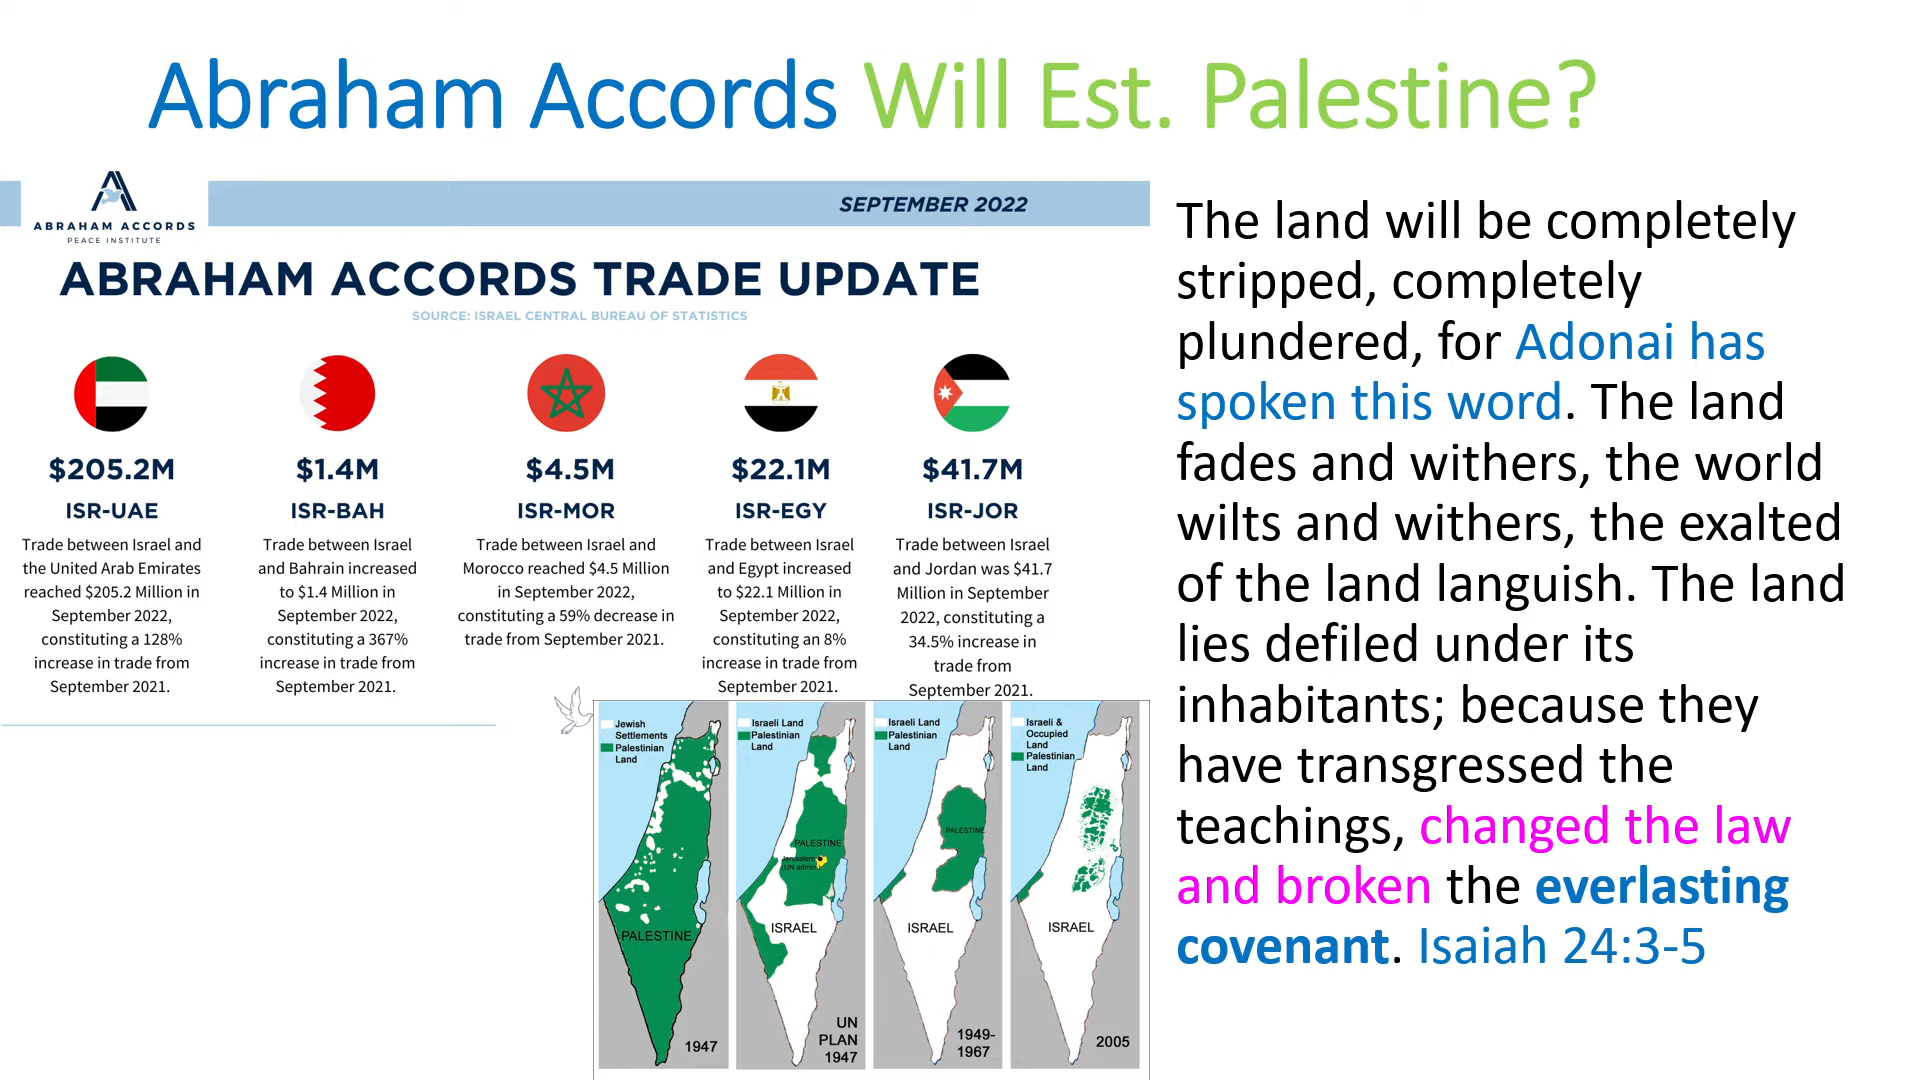 Abraham Accords Will Est. Palestine?
ABRAHAM ACCORDS
PEACE INSTITUTE
SEPTEMBER 2022
ABRAHAM ACCORDS TRADE UPDATE
SOURCE: ISRAEL CENTRAL BUREAU OF STATISTICS
$205.2M
ISR-UAE
Trade between Israel and
the United Arab Emirates
reached $205.2 Million in
September 2022,
constituting a 128%
increase in trade from
September 2021.
$1.4M
ISR-BAH
Trade between Israel
and Bahrain increased
to $1.4 Million in
September 2022,
constituting a 367%
increase in trade from
September 2021.
$4.5M
ISR-MOR
Trade between Israel and
Morocco reached $4.5 Million
in September 2022,
constituting a 59% decrease in
trade from September 2021.
$22.1M
ISR-EGY
Trade between Israel
and Egypt increased
to $22.1 Million in
September 2022,
constituting an 8%
increase in trade from
September 2021.
$41.7M
ISR-JOR
Trade between Israel
and Jordan was $41.7
Million in September
2022, constituting a
34.5% increase in
trade from
September 2021.
Jewish
Settlements
Palestinian
Land
PALESTINE
1947
Israeli Land
Palestinian
Land
PALESTINE
Jerusalem
(UN admin)
ISRAEL
UN
PLAN
1947
Israeli Land
Palestinian
Land
PALESTINE
ISRAEL
1949-
1967
Israeli &
Occupied
Land
Palestinian
Land
ISRAEL
2005
The land will be completely
stripped, completely
plundered, for Adonai has
spoken this word. The land
fades and withers, the world
wilts and withers, the exalted
of the land languish. The land
lies defiled under its
inhabitants; because they
have transgressed the
teachings, changed the law
and broken the everlasting
covenant. Isaiah 24:3-5